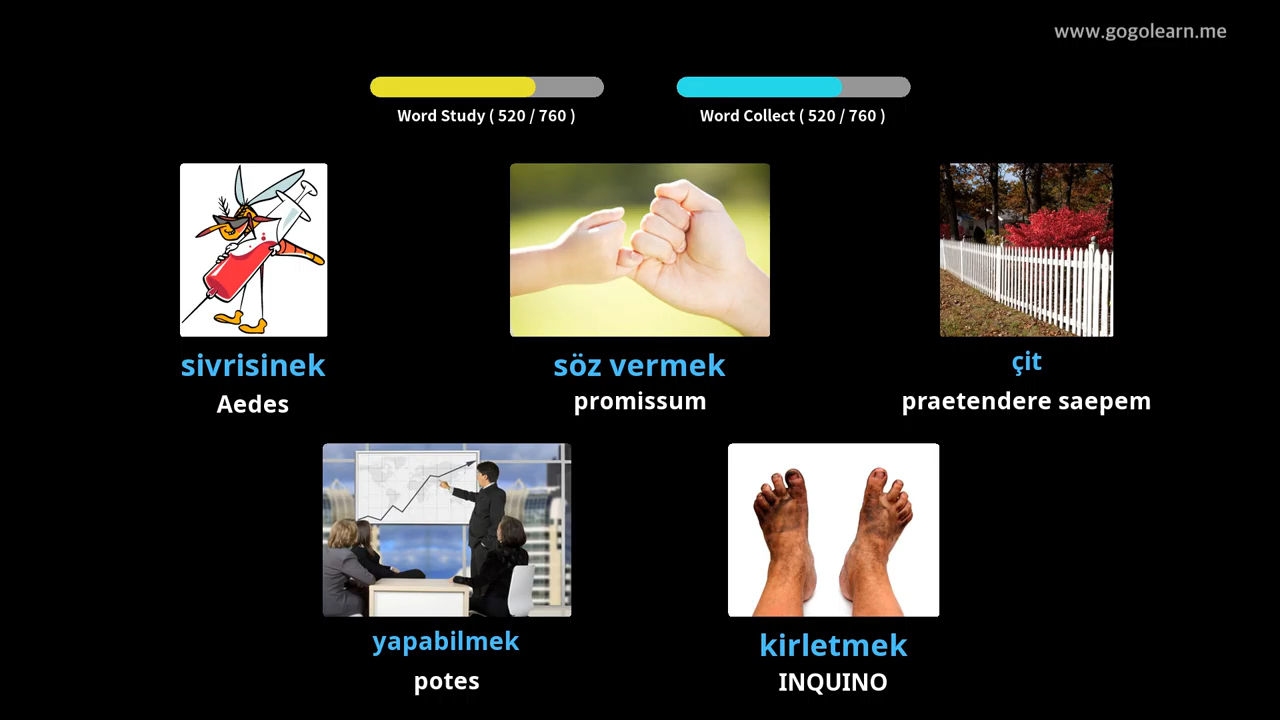 www.gogolearn.me
Word Study ( 520 / 760 )
Word Collect ( 520 / 760 )
sivrisinek
Aedes
söz vermek
promissum
çit
praetendere saepem
yapabilmek
potes
kirletmek
INQUINO